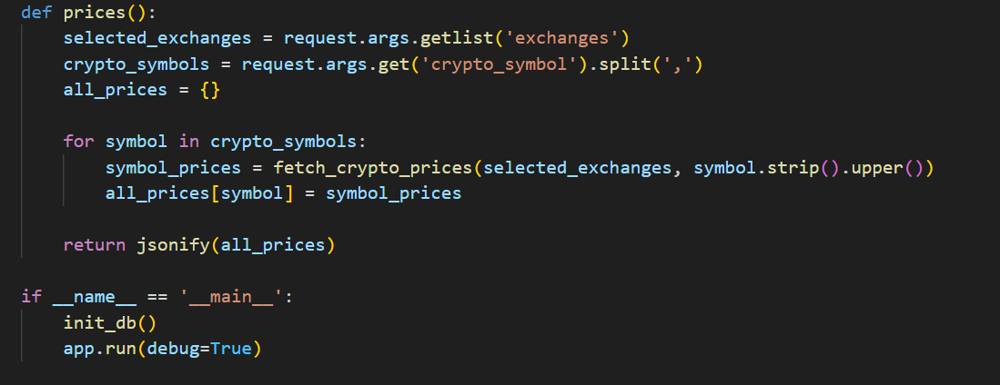 def prices():
    selected_exchanges = request.args.getlist('exchanges')
    crypto_symbols = request.args.get('crypto_symbol').split(',')
    all_prices = {}

    for symbol in crypto_symbols:
        symbol_prices = fetch_crypto_prices(selected_exchanges, symbol.strip().upper())
        all_prices[symbol] = symbol_prices

    return jsonify(all_prices)

if __name__ == '__main__':
    init_db()
    app.run(debug=True)